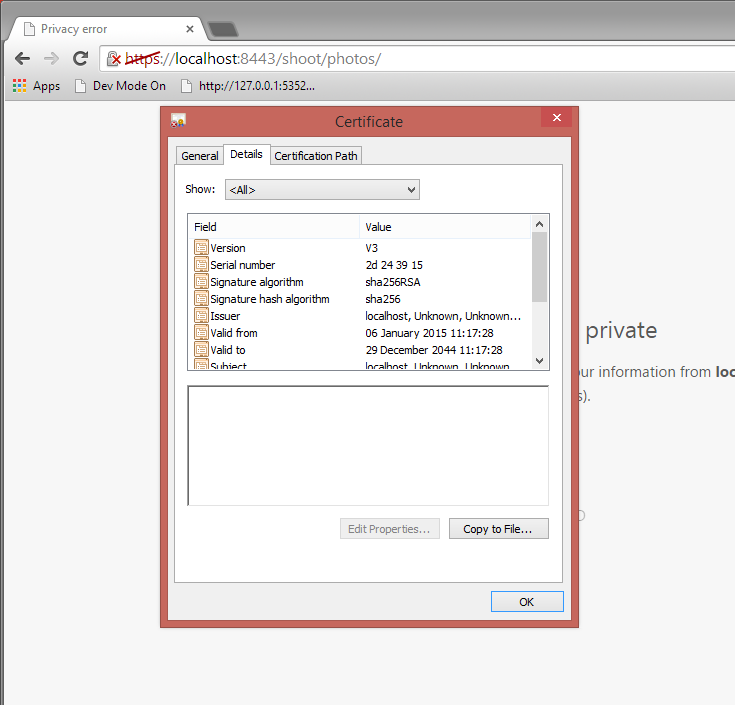 Privacy error
https://localhost:8443/shoot/photos/
Apps Dev Mode On http://127.0.0.1:5352...
Certificate
General Details Certification Path
Show: <All>
Field Value
Version V3
Serial number 2d 24 39 15
Signature algorithm sha256RSA
Signature hash algorithm sha256
Issuer localhost, Unknown, Unknown...
Valid from 06 January 2015 11:17:28
Valid to 29 December 2044 11:17:28
Subject localhost, Unknown, Unknown
private
our information from loc
s).
Edit Properties... Copy to File...
OK